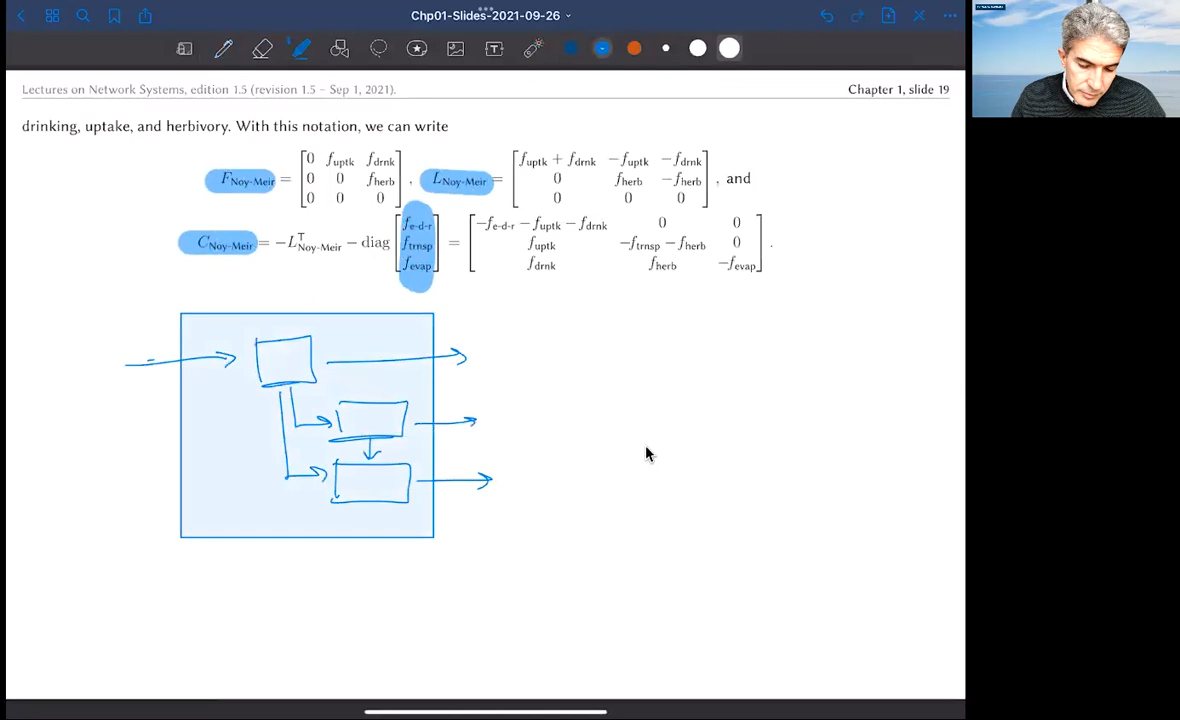 Chp01-Slides-2021-09-26
Lectures on Network Systems, edition 1.5 (revision 1.5 – Sep 1, 2021).
Chapter 1, slide 19
drinking, uptake, and herbivory. With this notation, we can write
F_Noy-Meir = [0 f_uptk f_drnk; 0 0 f_herb; 0 0 0], L_Noy-Meir = [f_uptk + f_drnk −f_uptk −f_drnk; 0 f_herb −f_herb; 0 0 0], and
C_Noy-Meir = −L^T_Noy-Meir − diag [f_e-d-r; f_trnsp; f_evap] = [−f_e-d-r − f_uptk − f_drnk 0 0; f_uptk −f_trnsp − f_herb 0; f_drnk f_herb −f_evap].